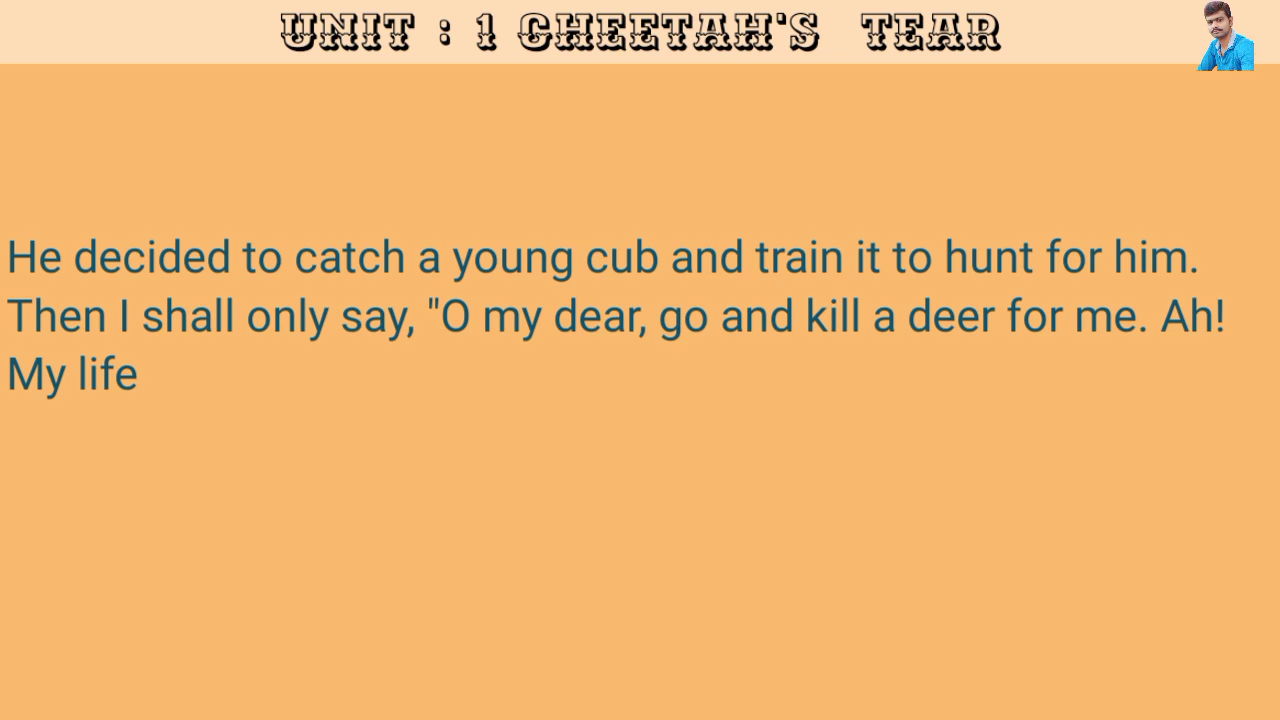 UNIT : 1 CHEETAH'S TEAR
He decided to catch a young cub and train it to hunt for him.
Then I shall only say, "O my dear, go and kill a deer for me. Ah!
My life